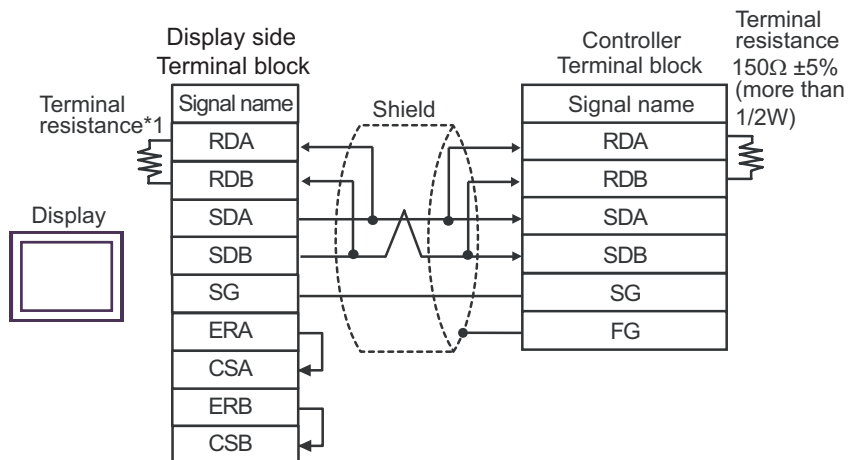 Display side
Terminal block
Terminal
resistance*1
Signal name
RDA
RDB
SDA
SDB
SG
ERA
CSA
ERB
CSB
Display
Shield
Controller
Terminal block
Signal name
RDA
RDB
SDA
SDB
SG
FG
Terminal
resistance
150Ω ±5%
(more than
1/2W)